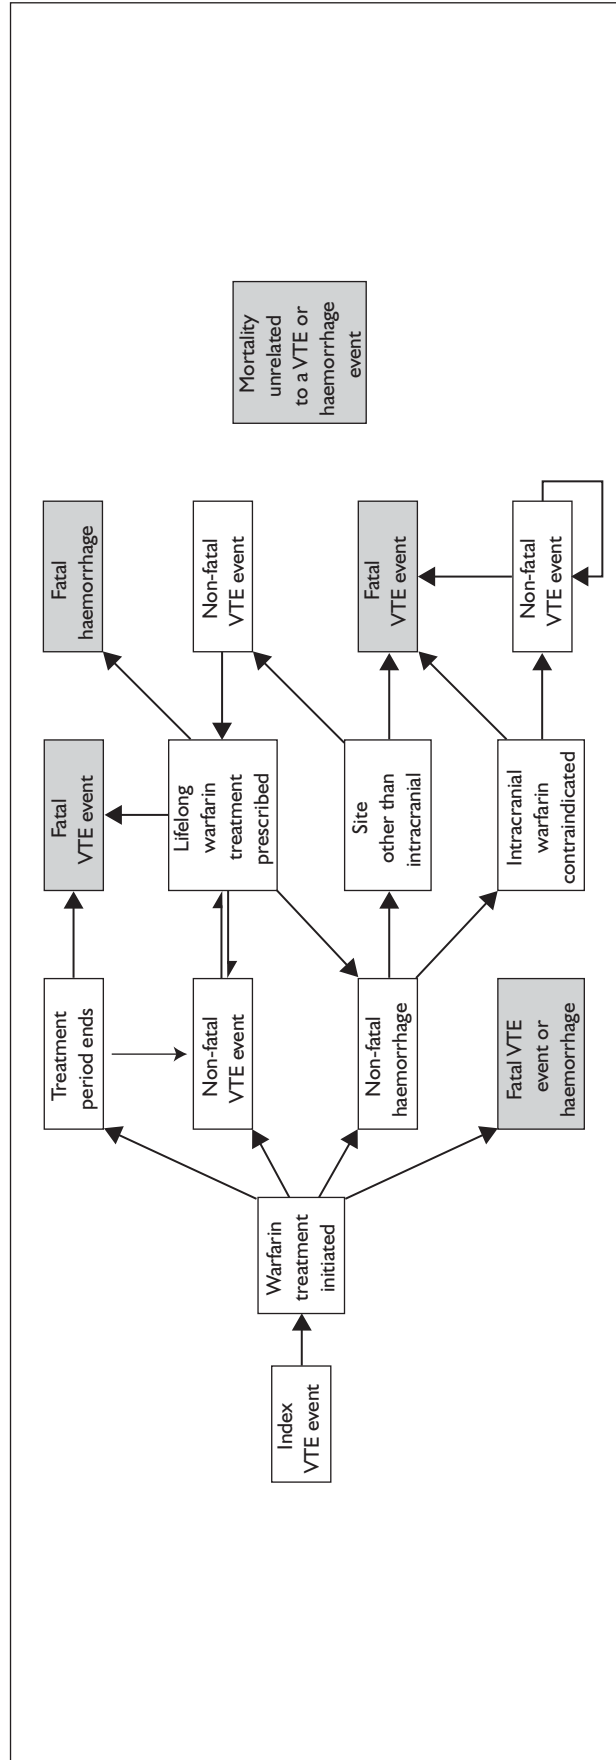 Index
VTE event
Warfarin
treatment
initiated
Treatment
period ends
Non-fatal
VTE event
Non-fatal
haemorrhage
Fatal VTE
event or
haemorrhage
Fatal
VTE event
Lifelong
warfarin
treatment
prescribed
Site
other than
intracranial
Intracranial
warfarin
contraindicated
Fatal
haemorrhage
Non-fatal
VTE event
Fatal
VTE event
Non-fatal
VTE event
Mortality
unrelated
to a VTE or
haemorrhage
event